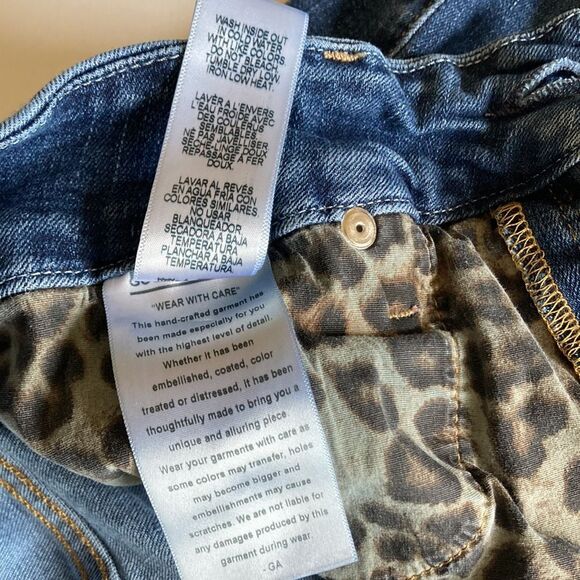 WASH INSIDE OUT
IN COLD WATER
WITH LIKE COLORS
DO NOT BLEACH
TUMBLE DRY LOW
IRON LOW HEAT.
LAVER À L'ENVERS
L'EAU FROIDE AVEC
DES COULEURS
SEMBLABLES
NE PAS JAVELLISER
SÈCHE-LINGE DOUX
REPASSAGE A FER
DOUX
LAVAR AL REVÉS
EN AGUA FRÍA CON
COLORES SIMILARES
NO USAR
BLANQUEADOR
SECAR A BAJA
TEMPERATURA
PLANCHAR A BAJA
TEMPERATURA.
"WEAR WITH CARE"
This hand-crafted garment has
been made especially for you
with the highest level of detail.
Whether it has been
embellished, coated, color
treated or distressed, it has been
thoughtfully made to bring you a
unique and alluring piece.
Wear your garments with care as
some colors may transfer, holes
may become bigger and
embellishments may cause
scratches. We are not liable for
any damages produced by this
garment during wear.
- GA